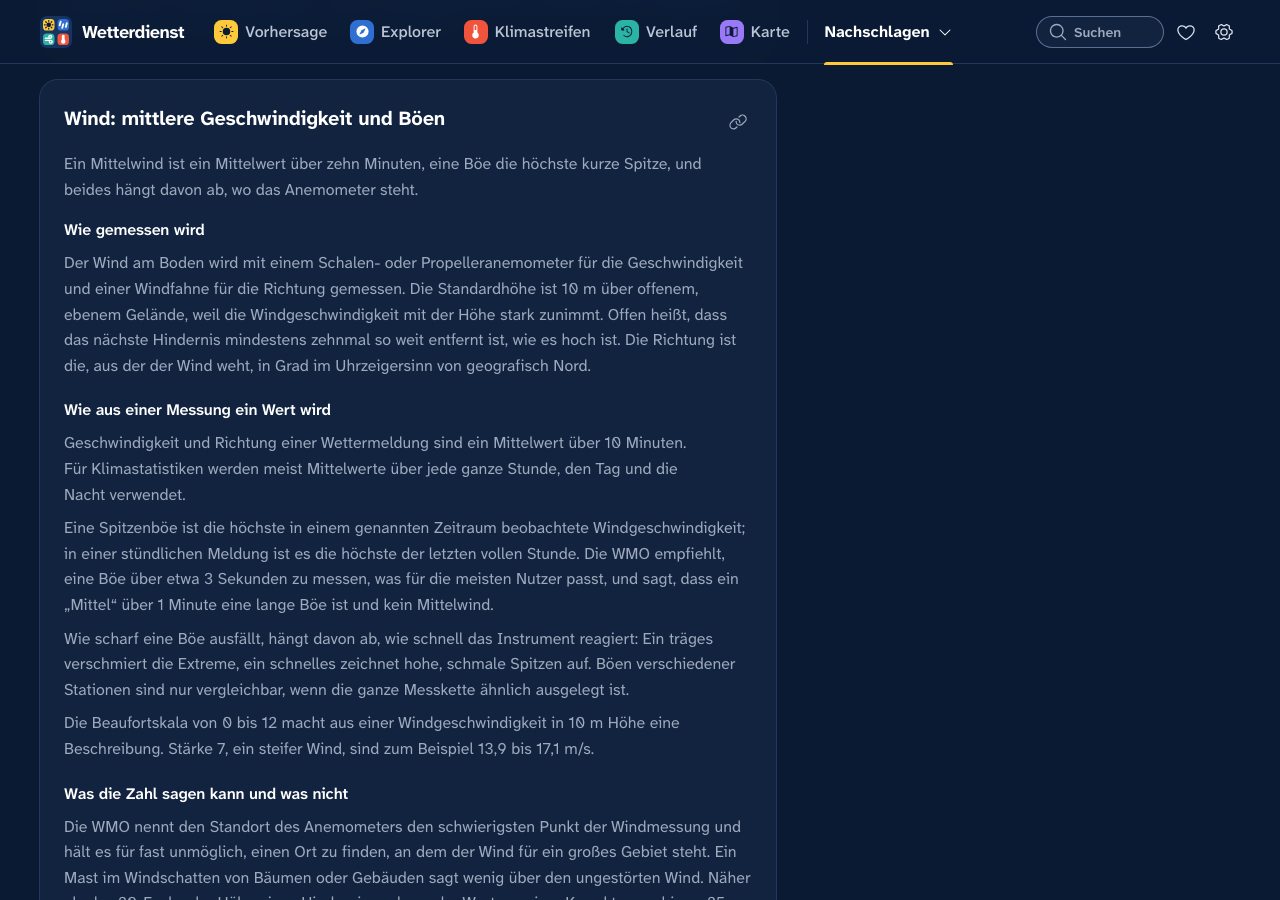 Wetterdienst
Vorhersage
Explorer
Klimastreifen
Verlauf
Karte
Nachschlagen
Suchen
Wind: mittlere Geschwindigkeit und Böen
Ein Mittelwind ist ein Mittelwert über zehn Minuten, eine Böe die höchste kurze Spitze, und
beides hängt davon ab, wo das Anemometer steht.
Wie gemessen wird
Der Wind am Boden wird mit einem Schalen- oder Propelleranemometer für die Geschwindigkeit
und einer Windfahne für die Richtung gemessen. Die Standardhöhe ist 10 m über offenem,
ebenem Gelände, weil die Windgeschwindigkeit mit der Höhe stark zunimmt. Offen heißt, dass
das nächste Hindernis mindestens zehnmal so weit entfernt ist, wie es hoch ist. Die Richtung ist
die, aus der der Wind weht, in Grad im Uhrzeigersinn von geografisch Nord.
Wie aus einer Messung ein Wert wird
Geschwindigkeit und Richtung einer Wettermeldung sind ein Mittelwert über 10 Minuten.
Für Klimastatistiken werden meist Mittelwerte über jede ganze Stunde, den Tag und die
Nacht verwendet.
Eine Spitzenböe ist die höchste in einem genannten Zeitraum beobachtete Windgeschwindigkeit;
in einer stündlichen Meldung ist es die höchste der letzten vollen Stunde. Die WMO empfiehlt,
eine Böe über etwa 3 Sekunden zu messen, was für die meisten Nutzer passt, und sagt, dass ein
„Mittel“ über 1 Minute eine lange Böe ist und kein Mittelwind.
Wie scharf eine Böe ausfällt, hängt davon ab, wie schnell das Instrument reagiert: Ein träges
verschmiert die Extreme, ein schnelles zeichnet hohe, schmale Spitzen auf. Böen verschiedener
Stationen sind nur vergleichbar, wenn die ganze Messkette ähnlich ausgelegt ist.
Die Beaufortskala von 0 bis 12 macht aus einer Windgeschwindigkeit in 10 m Höhe eine
Beschreibung. Stärke 7, ein steifer Wind, sind zum Beispiel 13,9 bis 17,1 m/s.
Was die Zahl sagen kann und was nicht
Die WMO nennt den Standort des Anemometers den schwierigsten Punkt der Windmessung und
hält es für fast unmöglich, einen Ort zu finden, an dem der Wind für ein großes Gebiet steht. Ein
Mast im Windschatten von Bäumen oder Gebäuden sagt wenig über den ungestörten Wind. Näher